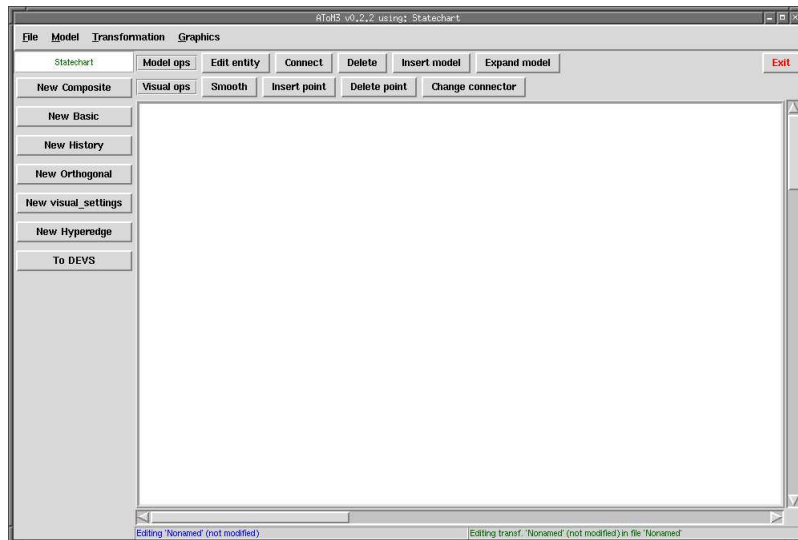 AToM3 v0.2.2 using: Statechart
File Model Transformation Graphics
Statechart Model ops Edit entity Connect Delete Insert model Expand model Exit
New Composite Visual ops Smooth Insert point Delete point Change connector
New Basic
New History
New Orthogonal
New visual_settings
New Hyperedge
To DEVS
Editing 'Nonamed' (not modified) Editing transf. 'Nonamed' (not modified) in file 'Nonamed'